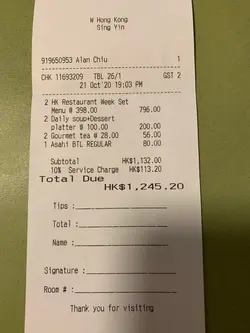 W Hong Kong
Sing Yin
919650953 Alan Chiu 1
CHK 11693209 TBL 26/1 GST 2
21 Oct'20 19:03 PM
2 HK Restaurant Week Set
Menu @ 398.00 796.00
2 Daily soup+Dessert
platter @ 100.00 200.00
2 Gourmet tea @ 28.00 56.00
1 Asahi BTL REGULAR 80.00
Subtotal HK$1,132.00
10% Service Charge HK$113.20
Total Due
HK$1,245.20
Tips :
Total :
Name :
Signature :
Room # :
Thank you for visiting